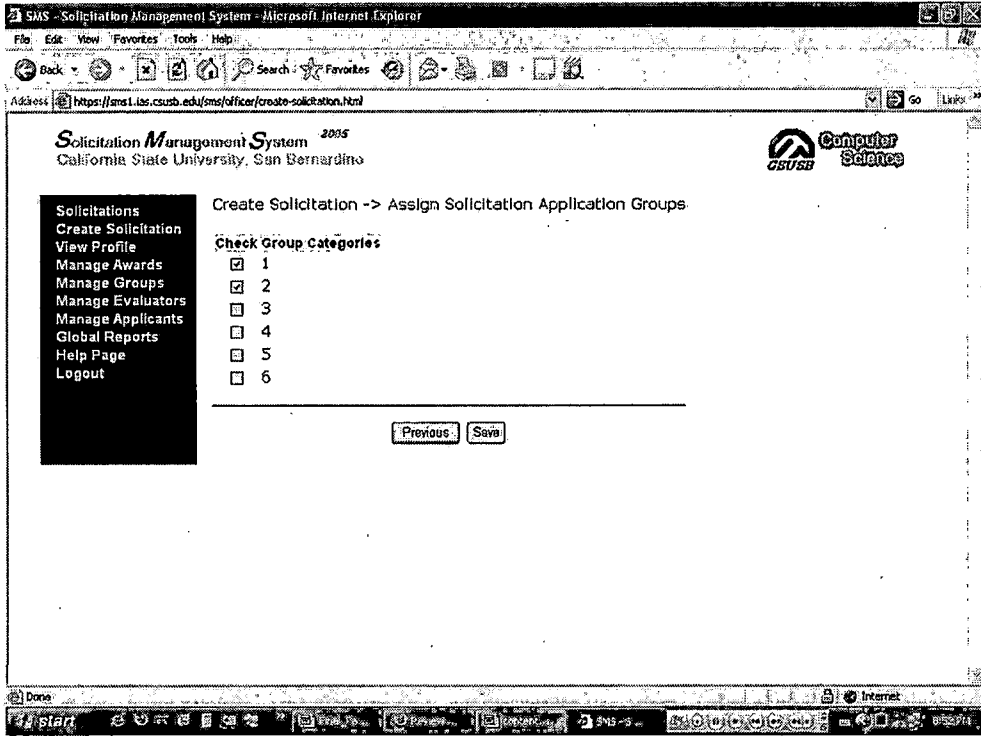 SMS - Solicitation Management System - Microsoft Internet Explorer
File Edit View Favorites Tools Help
Back Search Favorites
Address https://sms1.ias.csusb.edu/sms/officer/create-solicitation.html Go Links
Solicitation Management System 2005
California State University, San Bernardino
CSUSB Computer Science
Create Solicitation -> Assign Solicitation Application Groups
Solicitations
Create Solicitation
View Profile
Manage Awards
Manage Groups
Manage Evaluators
Manage Applicants
Global Reports
Help Page
Logout
Check Group Categories
1
2
3
4
5
6
Previous Save
Done Internet
start SMS - S...